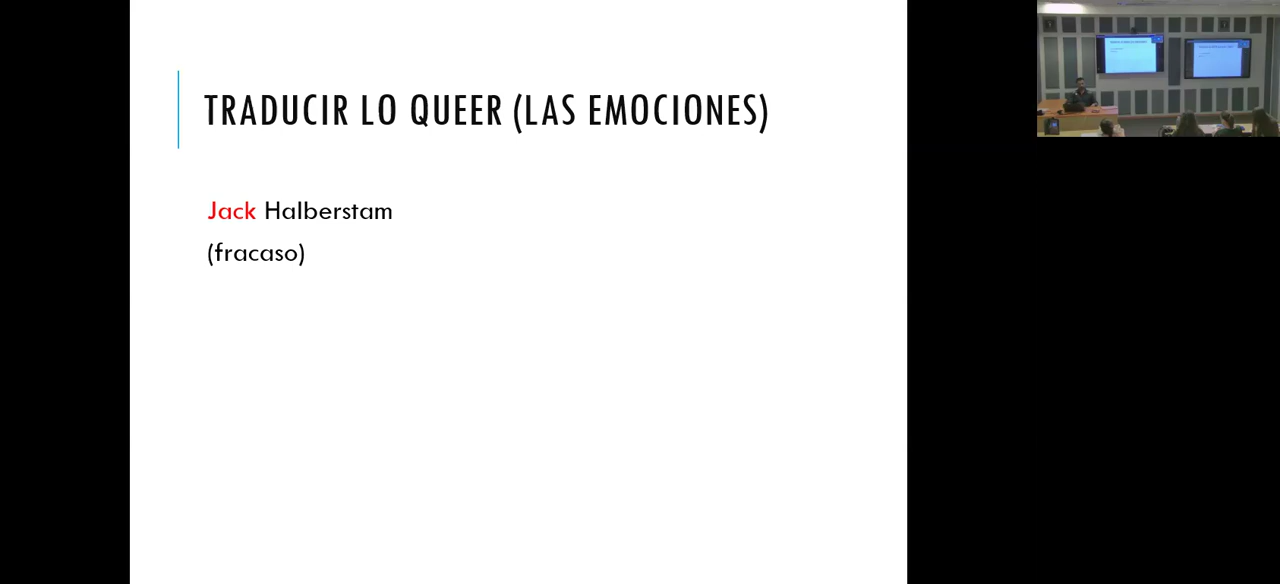 TRADUCIR LO QUEER (LAS EMOCIONES)
Jack Halberstam
(fracaso)